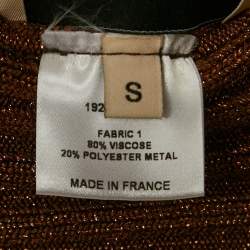 S
192
FABRIC 1
80% VISCOSE
20% POLYESTER METAL
MADE IN FRANCE